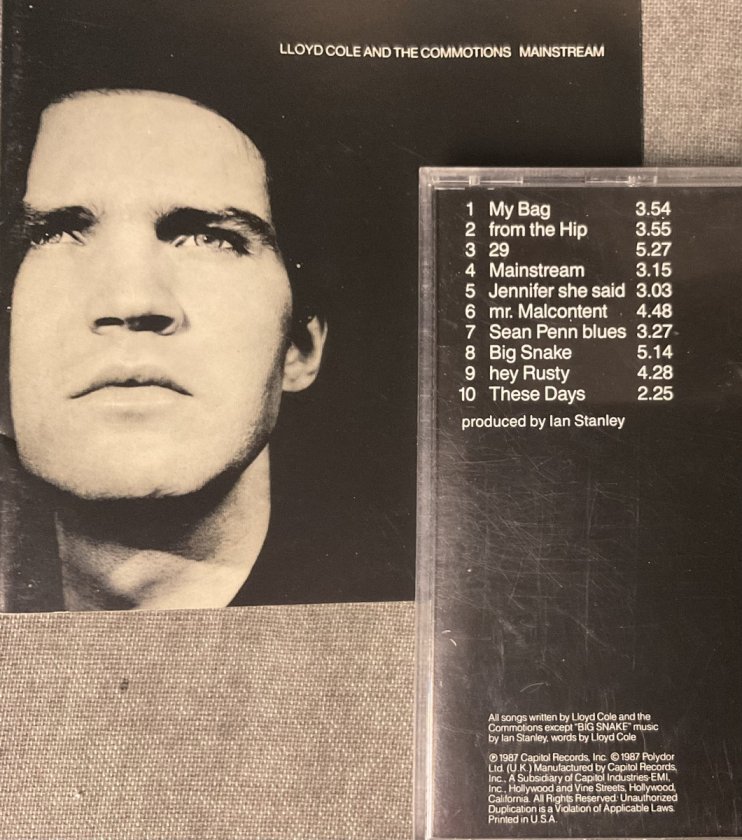 LLOYD COLE AND THE COMMOTIONS MAINSTREAM
1 My Bag 3.54
2 from the Hip 3.55
3 29 5.27
4 Mainstream 3.15
5 Jennifer she said 3.03
6 mr. Malcontent 4.48
7 Sean Penn blues 3.27
8 Big Snake 5.14
9 hey Rusty 4.28
10 These Days 2.25
produced by Ian Stanley
All songs written by Lloyd Cole and the
Commotions except "BIG SNAKE" music
by Ian Stanley, words by Lloyd Cole
℗ 1987 Capitol Records, Inc. © 1987 Polydor
Ltd. (U.K.) Manufactured by Capitol Records,
Inc., A Subsidiary of Capitol Industries-EMI,
Inc., Hollywood and Vine Streets, Hollywood,
California. All Rights Reserved. Unauthorized
Duplication is a Violation of Applicable Laws.
Printed in U.S.A.